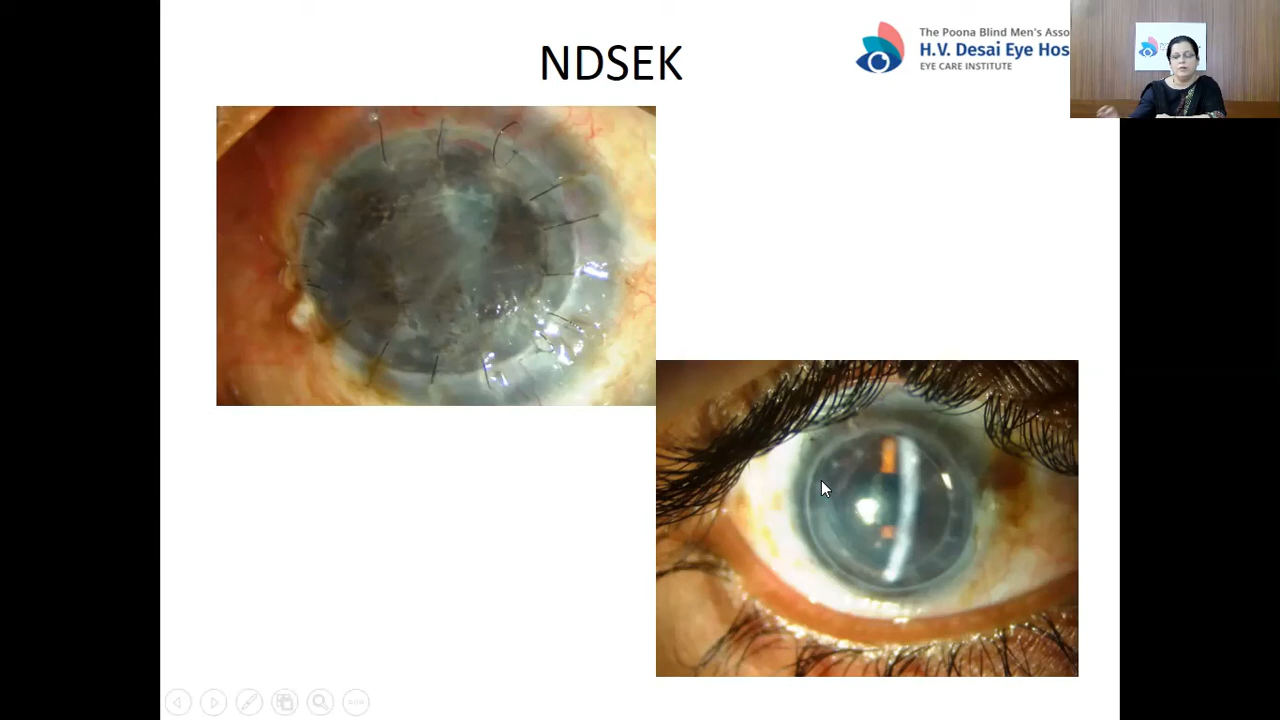 NDSEK
The Poona Blind Men's Asso
H.V. Desai Eye Hos
EYE CARE INSTITUTE